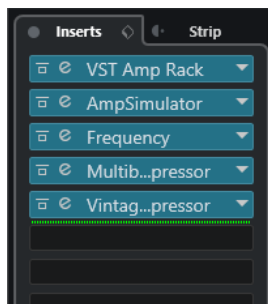 Inserts Strip
VST Amp Rack
AmpSimulator
Frequency
Multib...pressor
Vintag...pressor